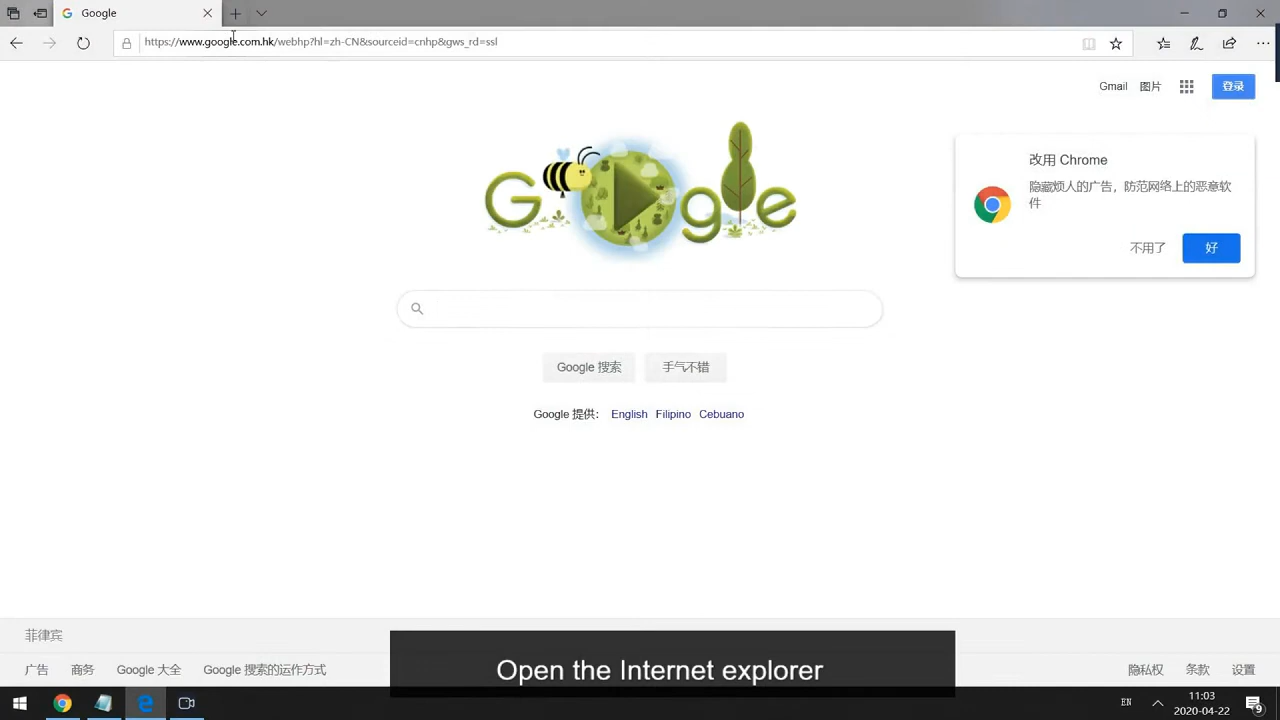 Google
https://www.google.com.hk/webhp?hl=zh-CN&sourceid=cnhp&gws_rd=ssl
Gmail 图片 登录
Google
改用 Chrome
隐藏烦人的广告，防范网络上的恶意软
件
不用了 好
Google 搜索 手气不错
Google 提供： English Filipino Cebuano
菲律宾
广告 商务 Google 大全 Google 搜索的运作方式 隐私权 条款 设置
Open the Internet explorer
EN 11:03
2020-04-22
9